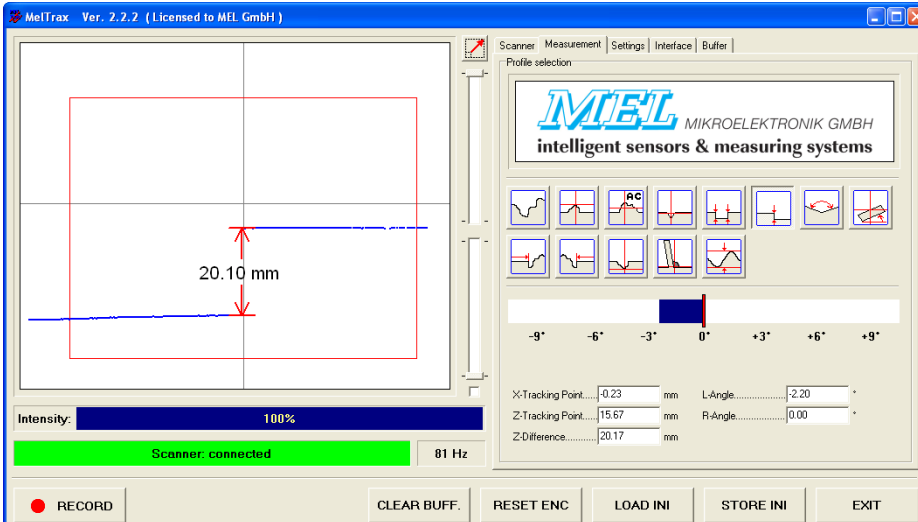 MelTrax Ver. 2.2.2 ( Licensed to MEL GmbH )
Scanner Measurement Settings Interface Buffer
Profile selection
MEL MIKROELEKTRONIK GMBH
intelligent sensors & measuring systems
AC
20.10 mm
-9° -6° -3° 0° +3° +6° +9°
X-Tracking Point..... -0.23 mm L-Angle.................. -2.20 °
Z-Tracking Point..... 15.67 mm R-Angle................. 0.00 °
Z-Difference........... 20.17 mm
Intensity: 100%
Scanner: connected 81 Hz
RECORD CLEAR BUFF. RESET ENC LOAD INI STORE INI EXIT